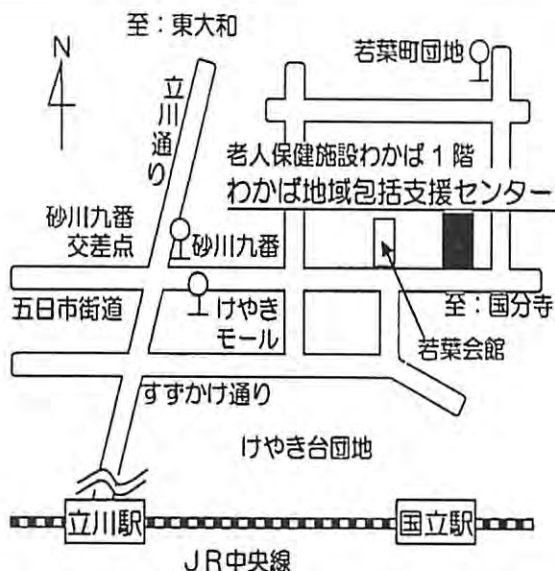 至：東大和
N
立川通り
若葉町団地
老人保健施設わかば1階
わかば地域包括支援センター
砂川九番
交差点
砂川九番
五日市街道
けやき
モール
至：国分寺
若葉会館
すずかけ通り
けやき台団地
立川駅
国立駅
JR中央線